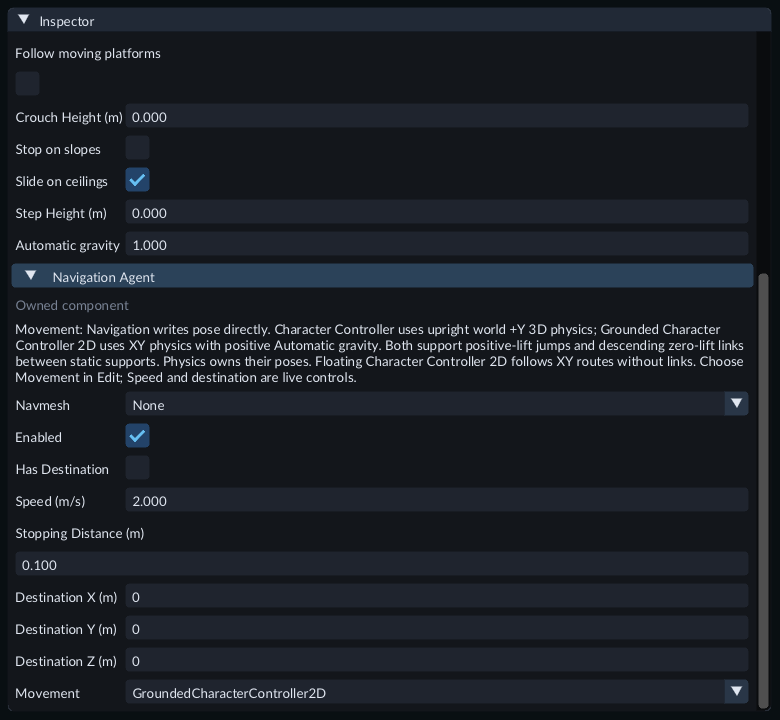 Inspector
Follow moving platforms
Crouch Height (m) 0.000
Stop on slopes
Slide on ceilings
Step Height (m) 0.000
Automatic gravity 1.000
Navigation Agent
Owned component
Movement: Navigation writes pose directly. Character Controller uses upright world +Y 3D physics; Grounded Character
Controller 2D uses XY physics with positive Automatic gravity. Both support positive-lift jumps and descending zero-lift links
between static supports. Physics owns their poses. Floating Character Controller 2D follows XY routes without links. Choose
Movement in Edit; Speed and destination are live controls.
Navmesh None
Enabled
Has Destination
Speed (m/s) 2.000
Stopping Distance (m)
0.100
Destination X (m) 0
Destination Y (m) 0
Destination Z (m) 0
Movement GroundedCharacterController2D